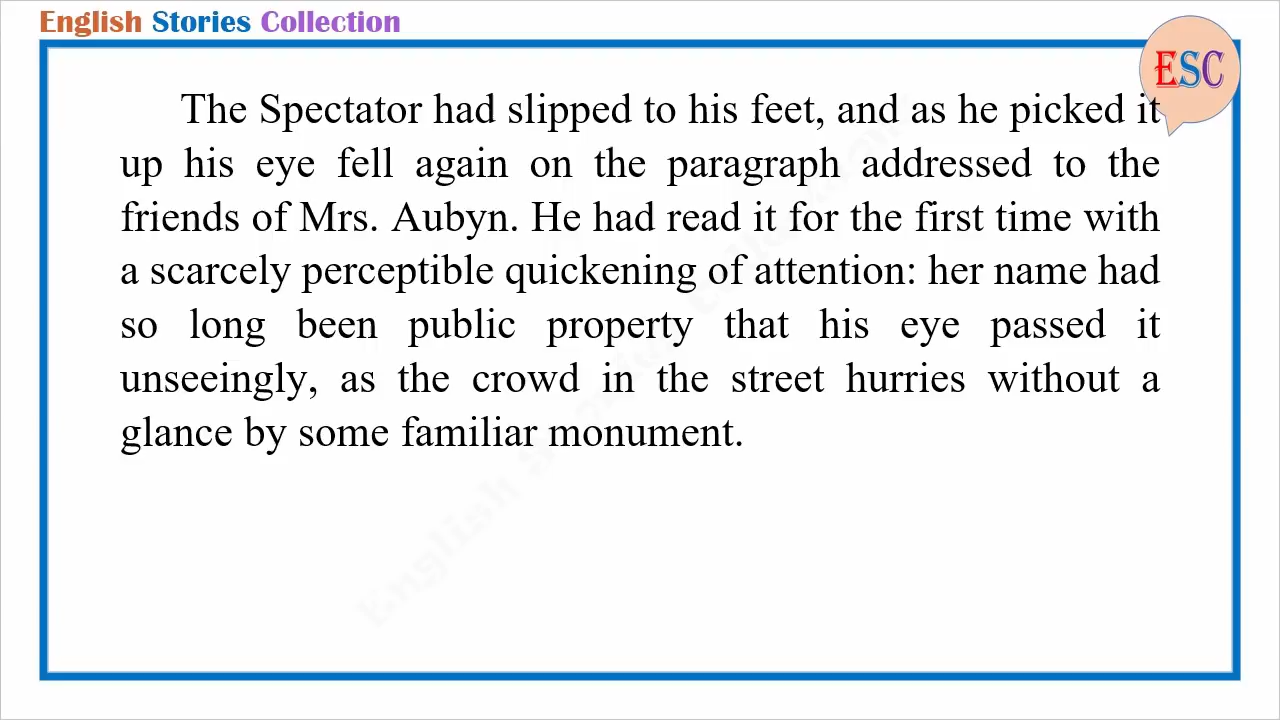 English Stories Collection
ESC
The Spectator had slipped to his feet, and as he picked it
up his eye fell again on the paragraph addressed to the
friends of Mrs. Aubyn. He had read it for the first time with
a scarcely perceptible quickening of attention: her name had
so long been public property that his eye passed it
unseeingly, as the crowd in the street hurries without a
glance by some familiar monument.
English Stories Collection